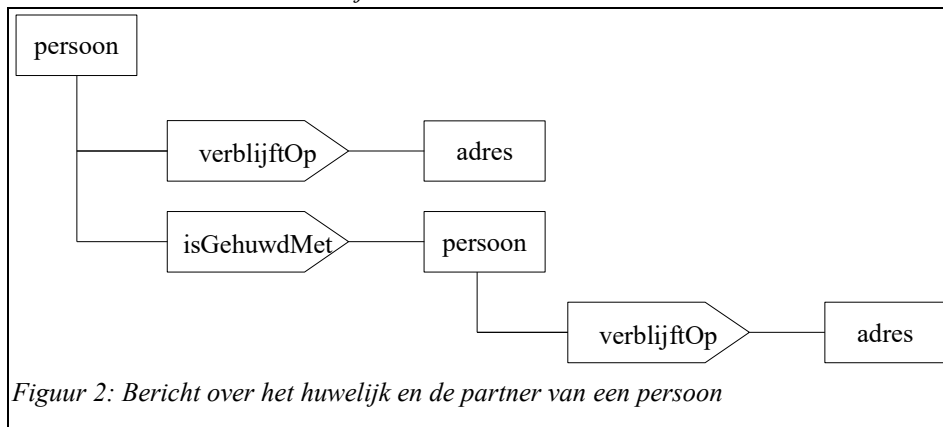 persoon
verblijftOp adres
isGehuwdMet persoon
verblijftOp adres
Figuur 2: Bericht over het huwelijk en de partner van een persoon